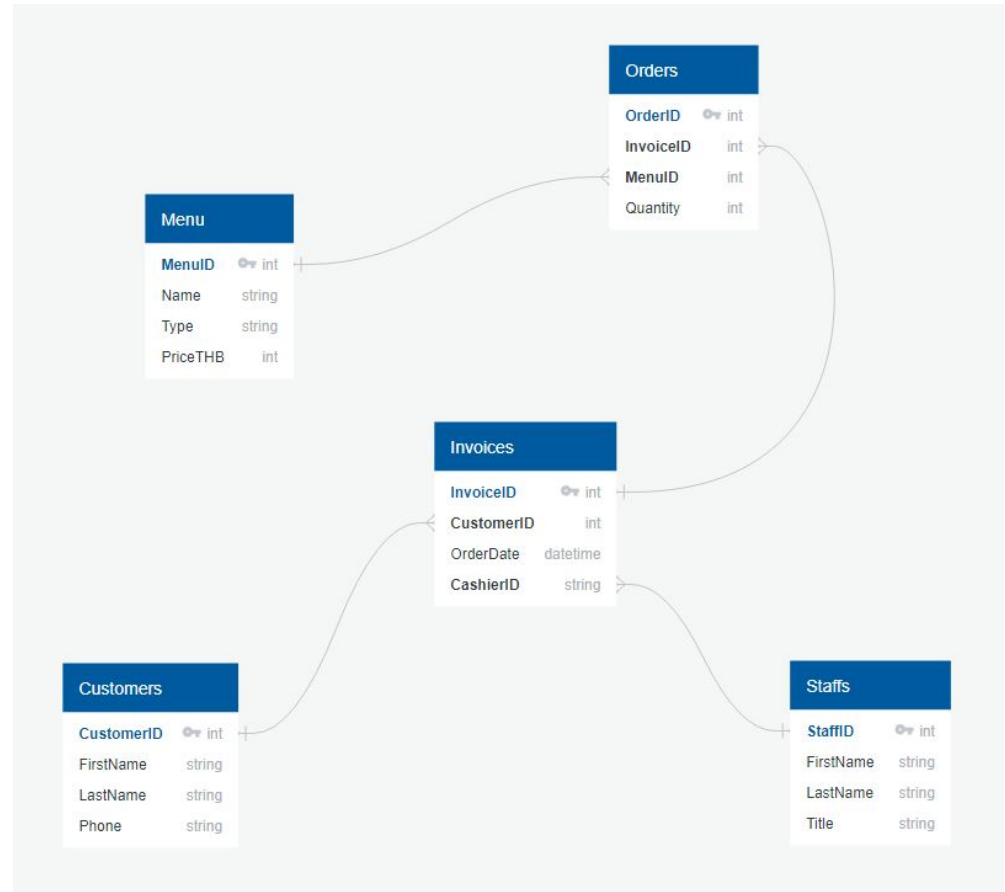 Orders
OrderID int
InvoiceID int
MenuID int
Quantity int
Menu
MenuID int
Name string
Type string
PriceTHB int
Invoices
InvoiceID int
CustomerID int
OrderDate datetime
CashierID string
Customers
CustomerID int
FirstName string
LastName string
Phone string
Staffs
StaffID int
FirstName string
LastName string
Title string